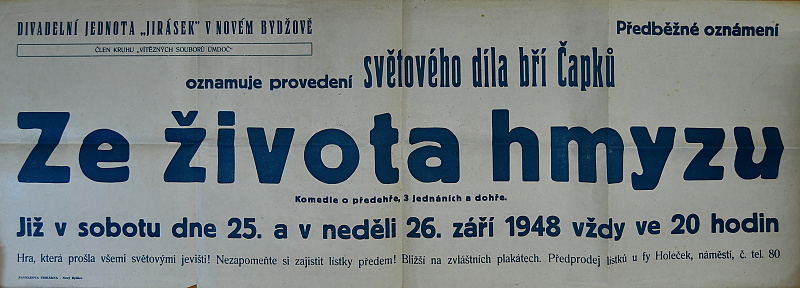 DIVADELNÍ JEDNOTA „JIRÁSEK" V NOVÉM BYDŽOVĚ
Předběžné oznámení
ČLEN KRUHU „VÍTĚZNÝCH SOUBORŮ ÚMDOČ"
oznamuje provedení světového díla bří Čapků
Ze života hmyzu
Komedie o předehře, 3 jednáních a dohře.
Již v sobotu dne 25. a v neděli 26. září 1948 vždy ve 20 hodin
Hra, která prošla všemi světovými jevišti! Nezapomeňte si zajistit lístky předem! Bližší na zvláštních plakátech. Předprodej lístků u fy Holeček, náměstí, č. tel. 80